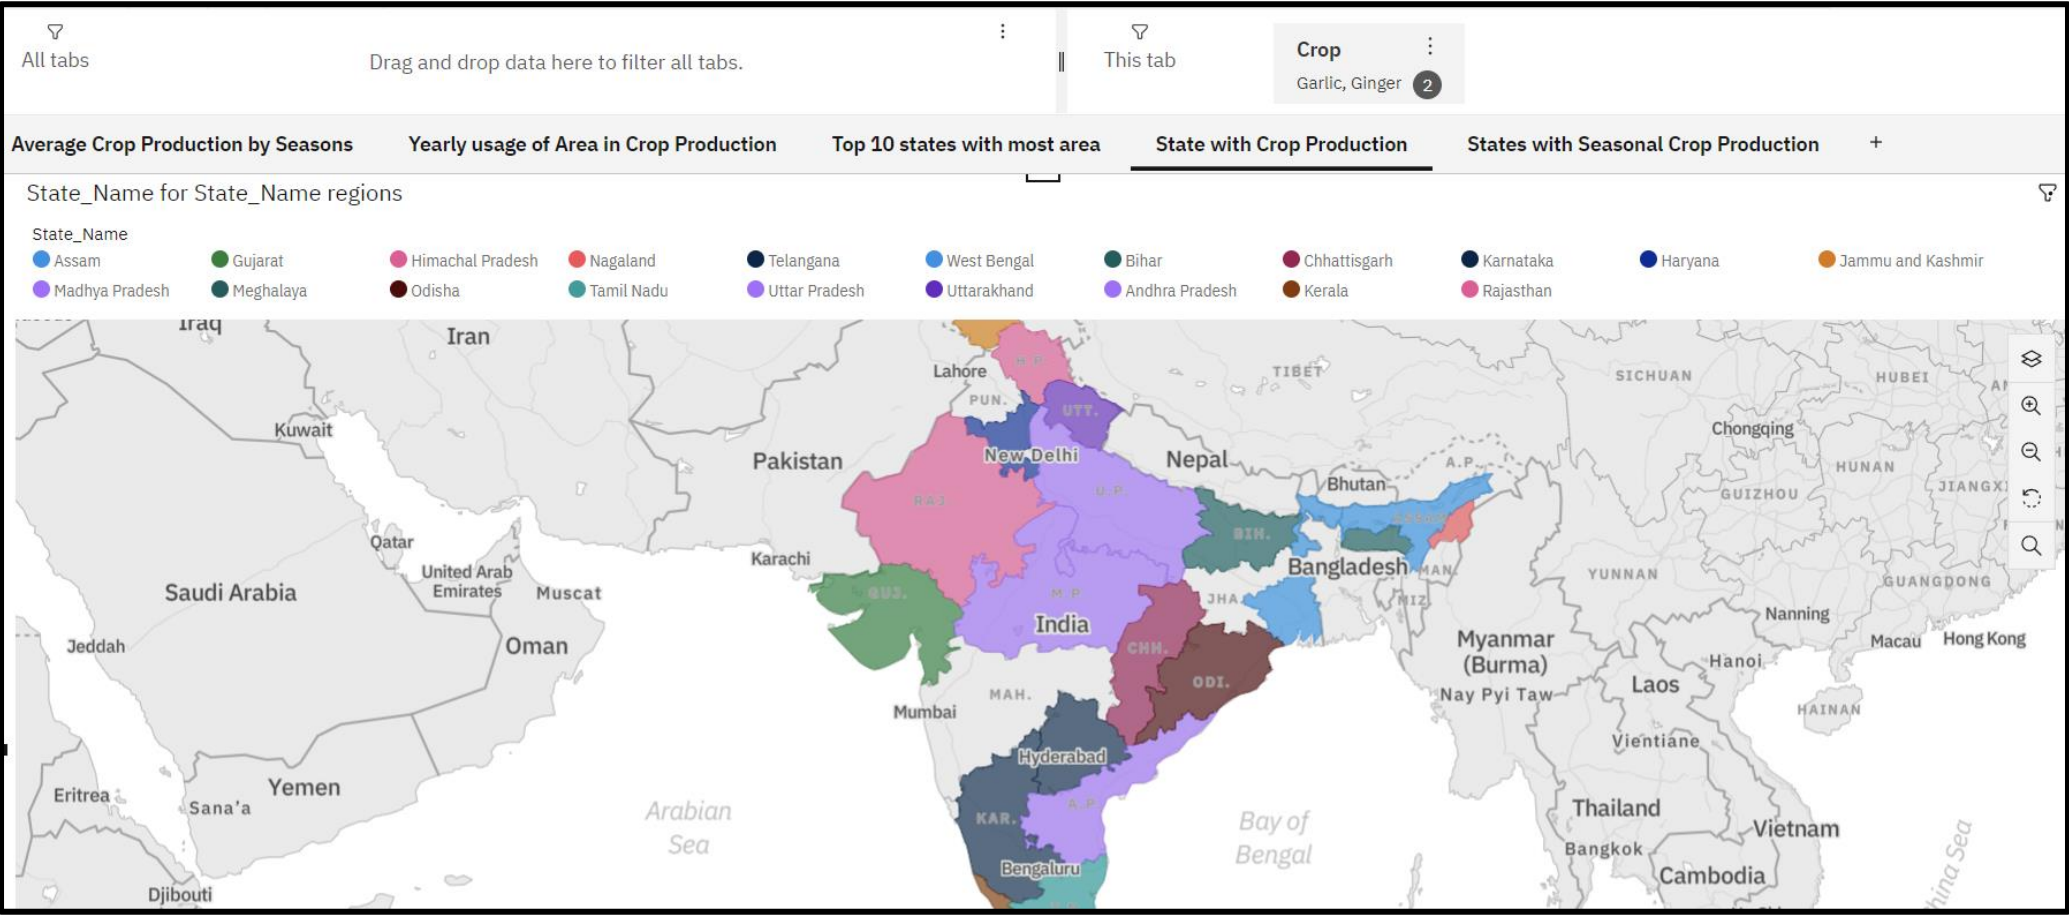 All tabs
Drag and drop data here to filter all tabs.
This tab
Crop
Garlic, Ginger 2
Average Crop Production by Seasons
Yearly usage of Area in Crop Production
Top 10 states with most area
State with Crop Production
States with Seasonal Crop Production
+
State_Name for State_Name regions
State_Name
Assam
Gujarat
Himachal Pradesh
Nagaland
Telangana
West Bengal
Bihar
Chhattisgarh
Karnataka
Haryana
Jammu and Kashmir
Madhya Pradesh
Meghalaya
Odisha
Tamil Nadu
Uttar Pradesh
Uttarakhand
Andhra Pradesh
Kerala
Rajasthan
Iraq
Iran
H.P.
Lahore
TIBET
SICHUAN
HUBEI
PUN.
UTT.
Kuwait
Chongqing
New Delhi
Pakistan
Nepal
A.P.
HUNAN
Bhutan
U.P.
RAJ.
GUIZHOU
JIANGXI
ASSAM
BIH.
Qatar
Karachi
Bangladesh
MAN.
United Arab
Emirates
YUNNAN
GUANGDONG
Saudi Arabia
Muscat
GUJ.
M.P.
JHA.
MIZ.
India
Nanning
Jeddah
Oman
CHH.
Myanmar
(Burma)
Macau
Hong Kong
Hanoi
ODI.
Laos
MAH.
Nay Pyi Taw
Mumbai
HAINAN
Vientiane
Hyderabad
Yemen
Eritrea
Sana'a
Arabian
Sea
A.P.
KAR.
Bay of
Bengal
Thailand
Vietnam
Bangkok
Bengaluru
Cambodia
Djibouti
hina Sea